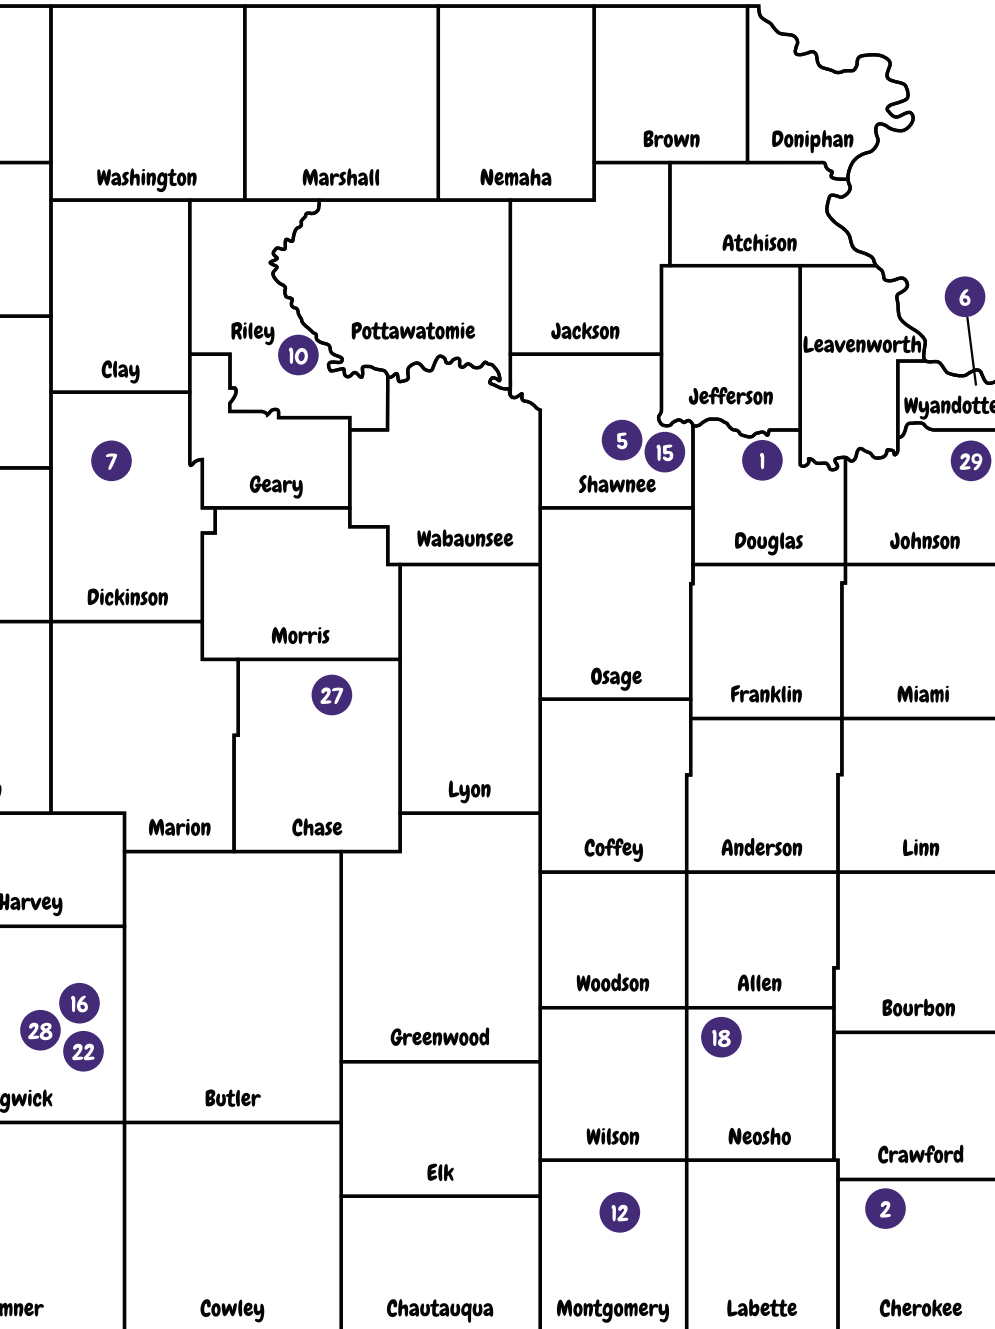 Brown
Doniphan
Washington
Marshall
Nemaha
Atchison
6
Riley
Pottawatomie
Jackson
Leavenworth
10
Clay
Jefferson
Wyandotte
5
15
7
1
29
Geary
Shawnee
Wabaunsee
Douglas
Johnson
Dickinson
Morris
Osage
27
Franklin
Miami
Lyon
Marion
Chase
Coffey
Anderson
Linn
Harvey
Woodson
Allen
16
Bourbon
28
22
Greenwood
18
gwick
Butler
Wilson
Neosho
Crawford
Elk
12
2
mner
Cowley
Chautauqua
Montgomery
Labette
Cherokee